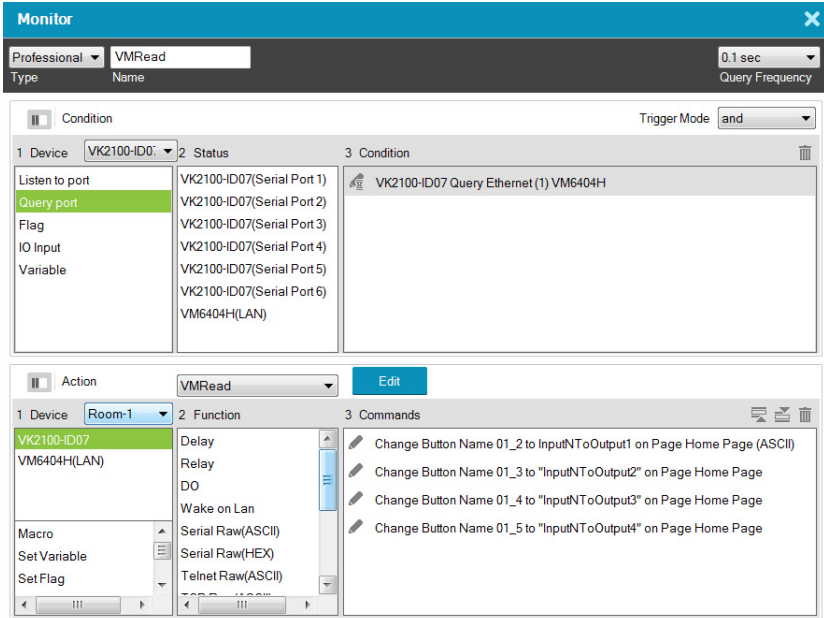 Monitor
Professional VMRead 0.1 sec
Type Name Query Frequency
Condition Trigger Mode and
1 Device VK2100-ID0: 2 Status 3 Condition
Listen to port
Query port
Flag
IO Input
Variable
VK2100-ID07(Serial Port 1)
VK2100-ID07(Serial Port 2)
VK2100-ID07(Serial Port 3)
VK2100-ID07(Serial Port 4)
VK2100-ID07(Serial Port 5)
VK2100-ID07(Serial Port 6)
VM6404H(LAN)
VK2100-ID07 Query Ethernet (1) VM6404H
Action VMRead Edit
1 Device Room-1 2 Function 3 Commands
VK2100-ID07
VM6404H(LAN)
Macro
Set Variable
Set Flag
Delay
Relay
DO
Wake on Lan
Serial Raw(ASCII)
Serial Raw(HEX)
Telnet Raw(ASCII)
Change Button Name 01_2 to InputNToOutput1 on Page Home Page (ASCII)
Change Button Name 01_3 to "InputNToOutput2" on Page Home Page
Change Button Name 01_4 to "InputNToOutput3" on Page Home Page
Change Button Name 01_5 to "InputNToOutput4" on Page Home Page